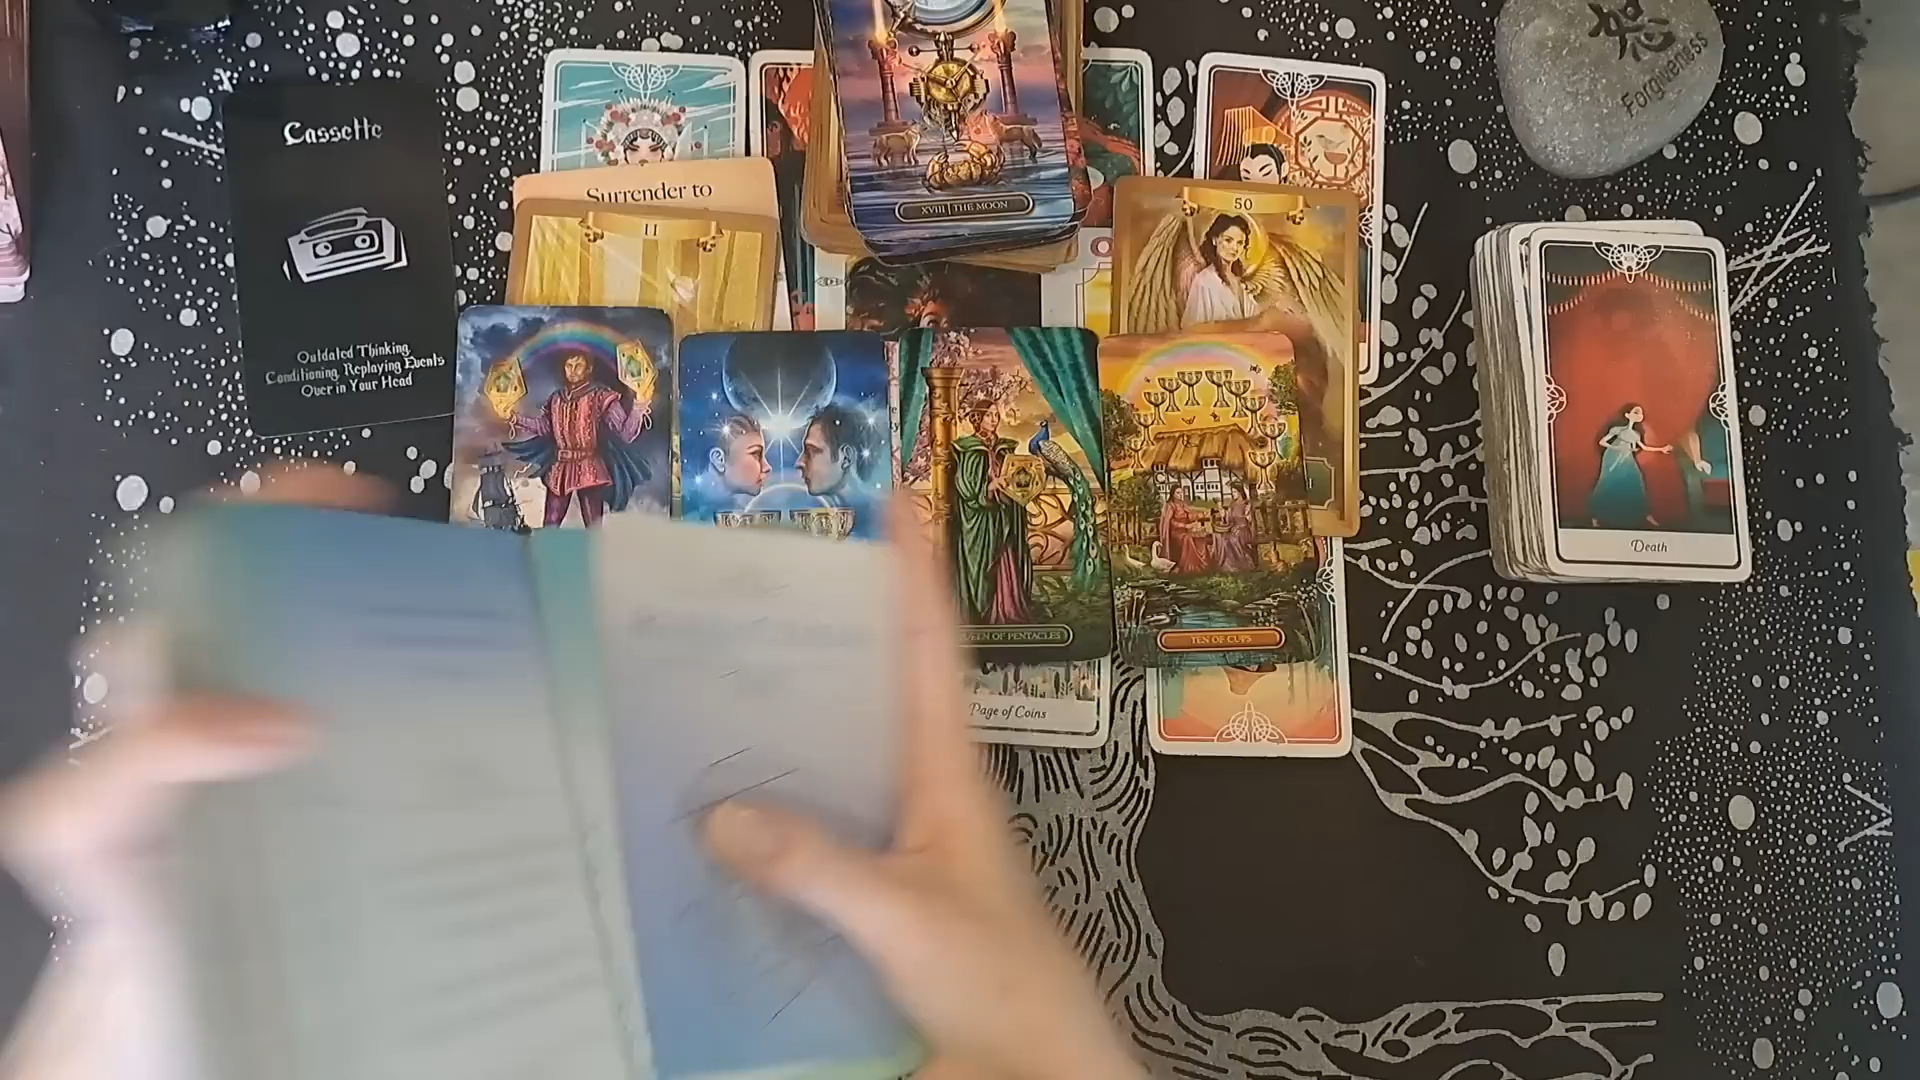 Cassette
Outdated Thinking,
Conditioning, Replaying Events
Over in Your Head
Surrender to
11
XVIII THE MOON
50
恕
Forgiveness
Death
QUEEN OF PENTACLES
TEN OF CUPS
Page of Coins